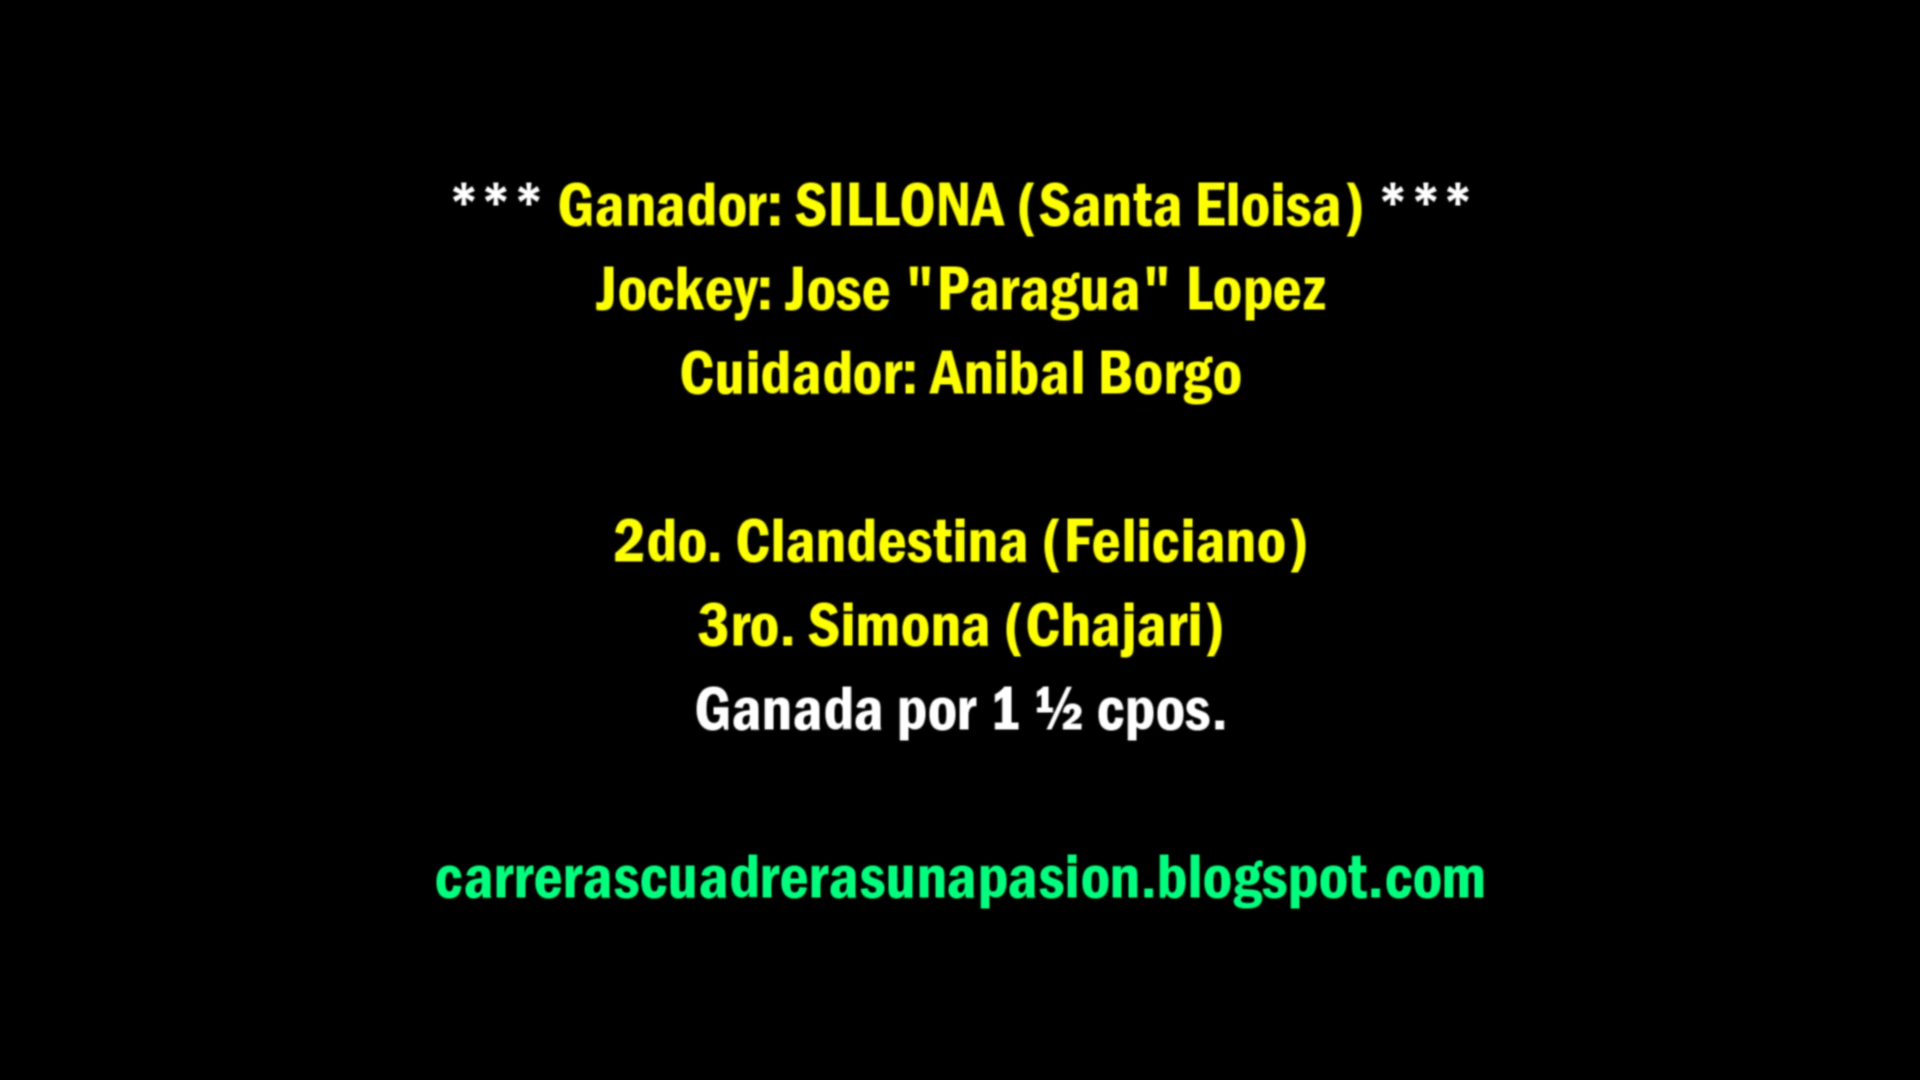 *** Ganador: SILLONA (Santa Eloisa) ***
Jockey: Jose "Paragua" Lopez
Cuidador: Anibal Borgo
2do. Clandestina (Feliciano)
3ro. Simona (Chajari)
Ganada por 1 ½ cpos.
carrerascuadrerasunapasion.blogspot.com